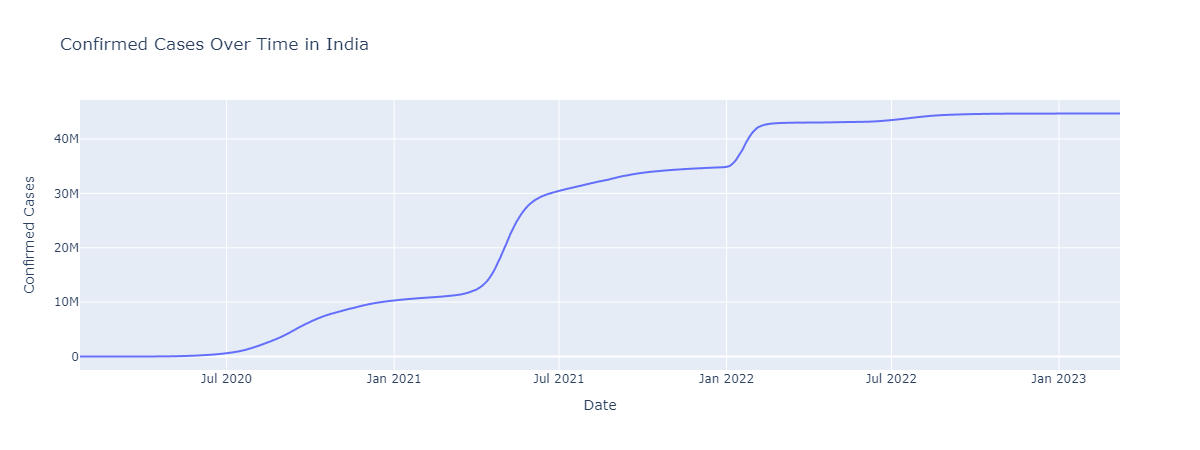 Confirmed Cases Over Time in India
Confirmed Cases
40M
30M
20M
10M
0
Jul 2020 Jan 2021 Jul 2021 Jan 2022 Jul 2022 Jan 2023
Date